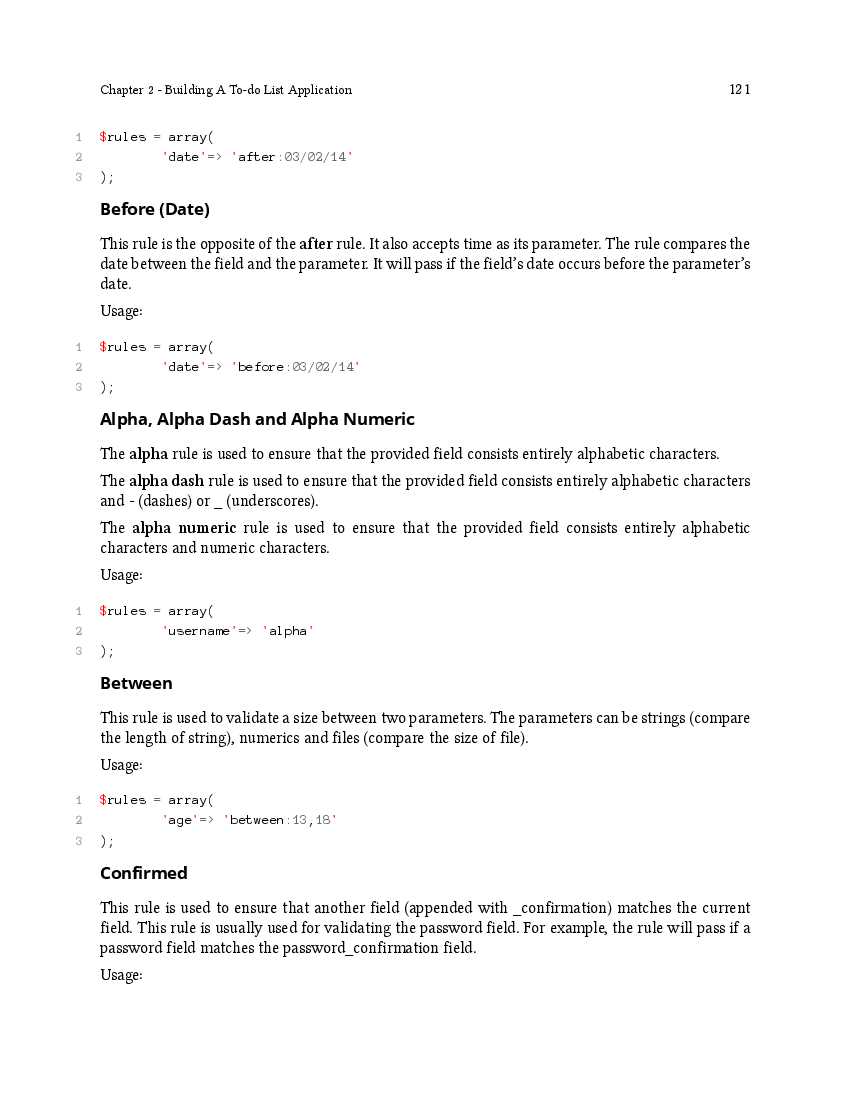 Chapter 2 - Building A To-do List Application 121
1 $rules = array(
2 'date'=> 'after:03/02/14'
3 );
Before (Date)
This rule is the opposite of the after rule. It also accepts time as its parameter. The rule compares the
date between the field and the parameter. It will pass if the field’s date occurs before the parameter’s
date.
Usage:
1 $rules = array(
2 'date'=> 'before:03/02/14'
3 );
Alpha, Alpha Dash and Alpha Numeric
The alpha rule is used to ensure that the provided field consists entirely alphabetic characters.
The alpha dash rule is used to ensure that the provided field consists entirely alphabetic characters
and - (dashes) or _ (underscores).
The alpha numeric rule is used to ensure that the provided field consists entirely alphabetic
characters and numeric characters.
Usage:
1 $rules = array(
2 'username'=> 'alpha'
3 );
Between
This rule is used to validate a size between two parameters. The parameters can be strings (compare
the length of string), numerics and files (compare the size of file).
Usage:
1 $rules = array(
2 'age'=> 'between:13,18'
3 );
Confirmed
This rule is used to ensure that another field (appended with _confirmation) matches the current
field. This rule is usually used for validating the password field. For example, the rule will pass if a
password field matches the password_confirmation field.
Usage: